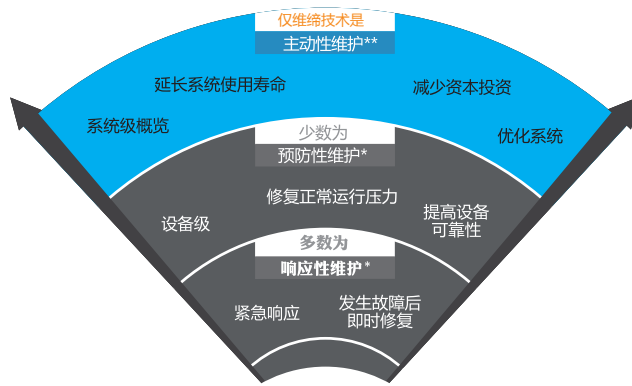 仅维缔技术是
主动性维护**
延长系统使用寿命
减少资本投资
系统级概览
优化系统
少数为
预防性维护*
修复正常运行压力
设备级
提高设备
可靠性
多数为
响应性维护*
紧急响应
发生故障后
即时修复